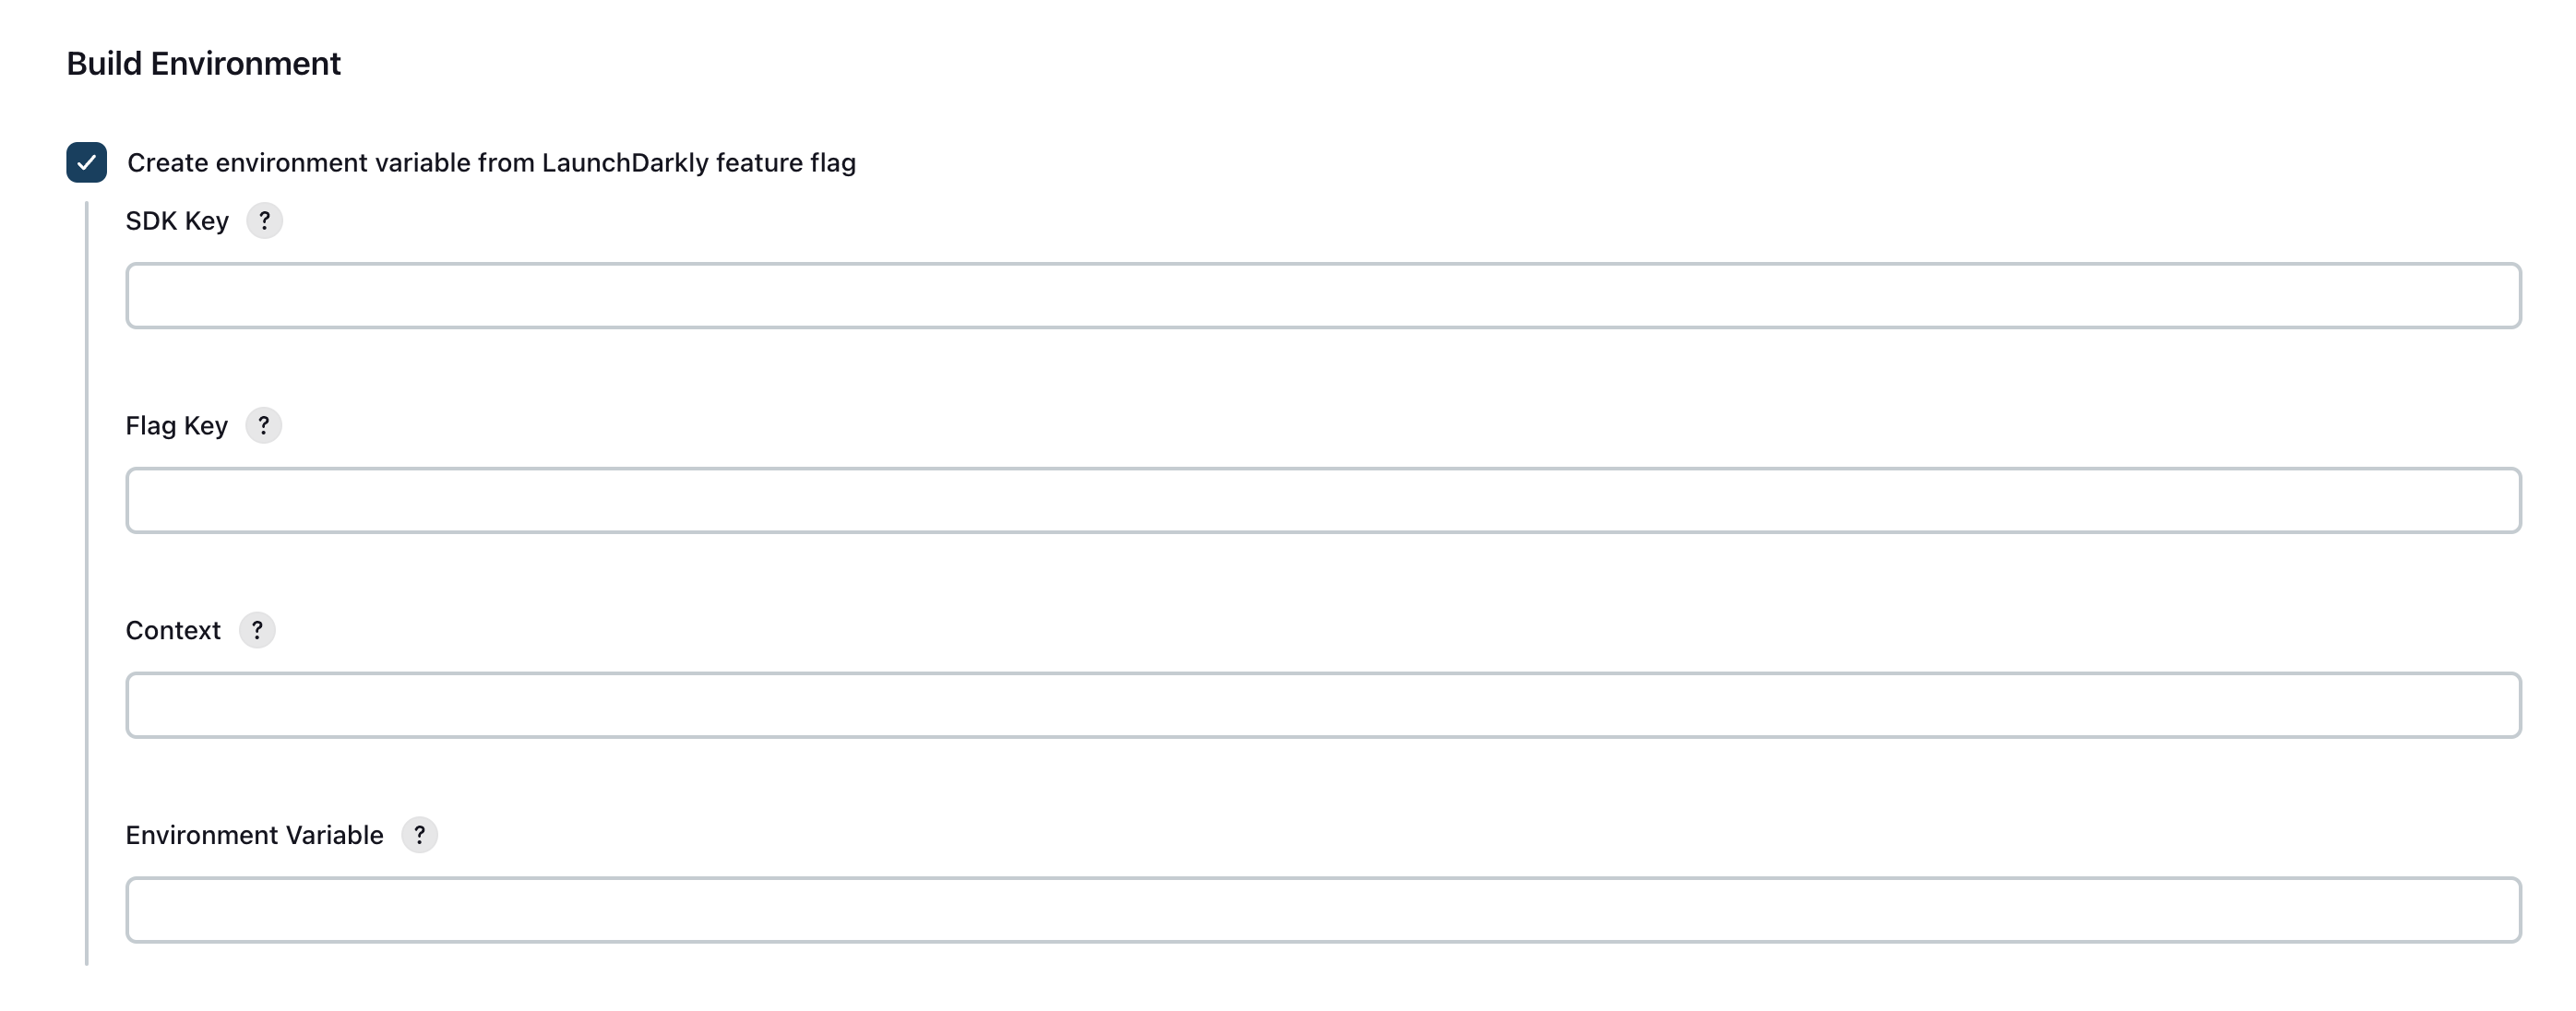 Build Environment
Create environment variable from LaunchDarkly feature flag
SDK Key ?
Flag Key ?
Context ?
Environment Variable ?